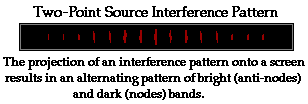 Two-Point Source Interference Pattern
The projection of an interference pattern onto a screen
results in an alternating pattern of bright (anti-nodes)
and dark (nodes) bands.